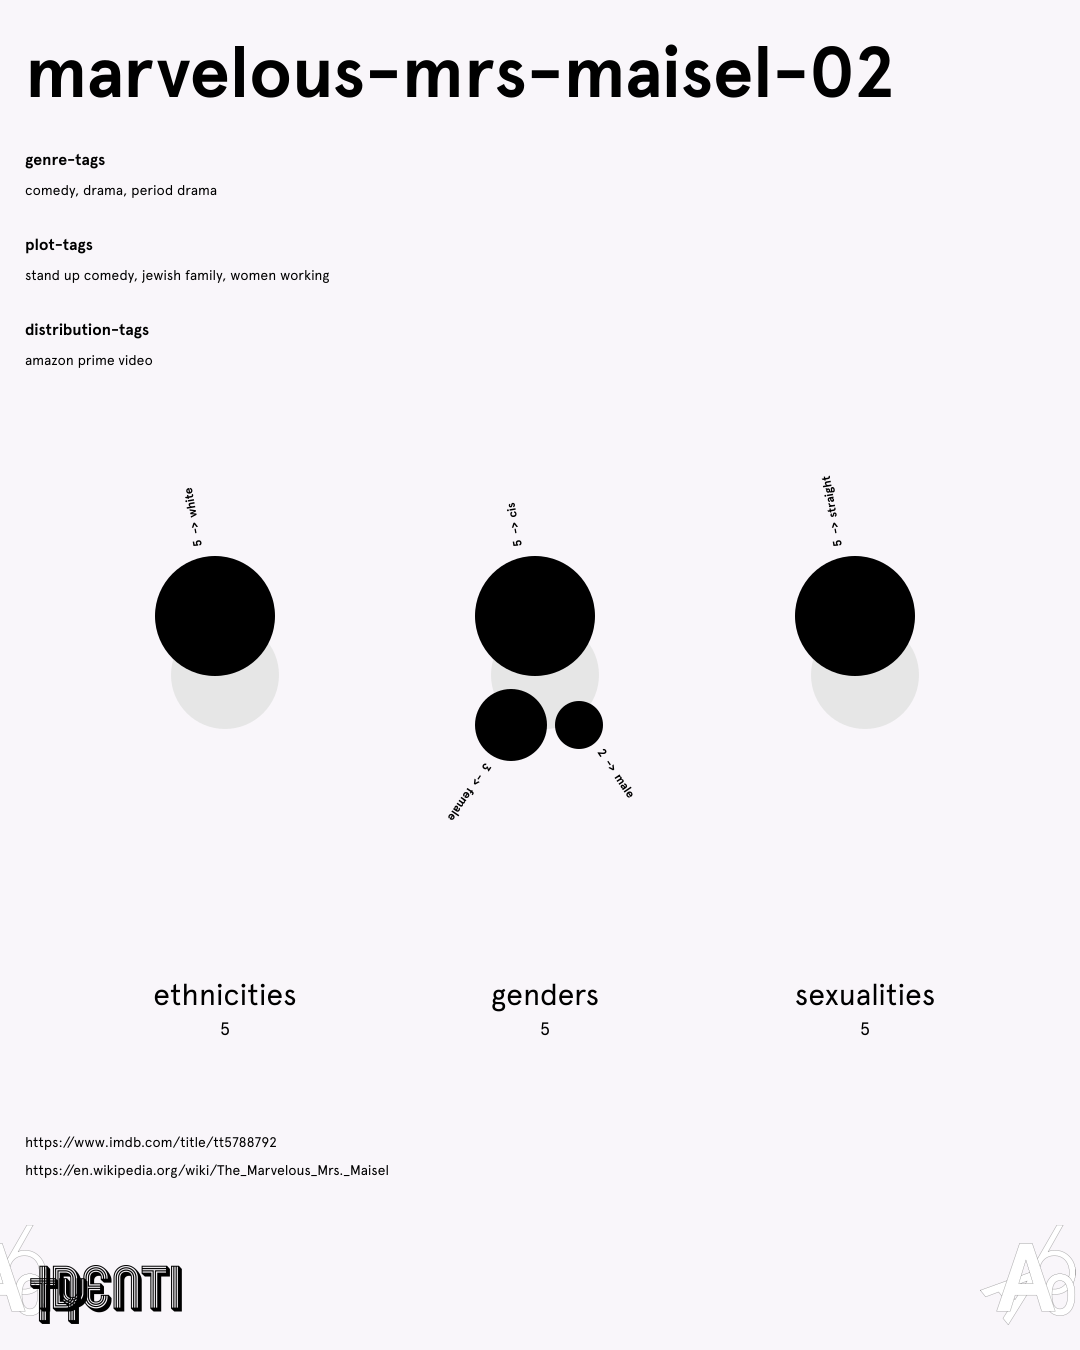 marvelous-mrs-maisel-02
genre-tags
comedy, drama, period drama
plot-tags
stand up comedy, jewish family, women working
distribution-tags
amazon prime video
5 -> white
5 -> cis
5 -> straight
3 -> female
2 -> male
ethnicities
5
genders
5
sexualities
5
https://www.imdb.com/title/tt5788792
https://en.wikipedia.org/wiki/The_Marvelous_Mrs._Maisel
IDENTI
TY